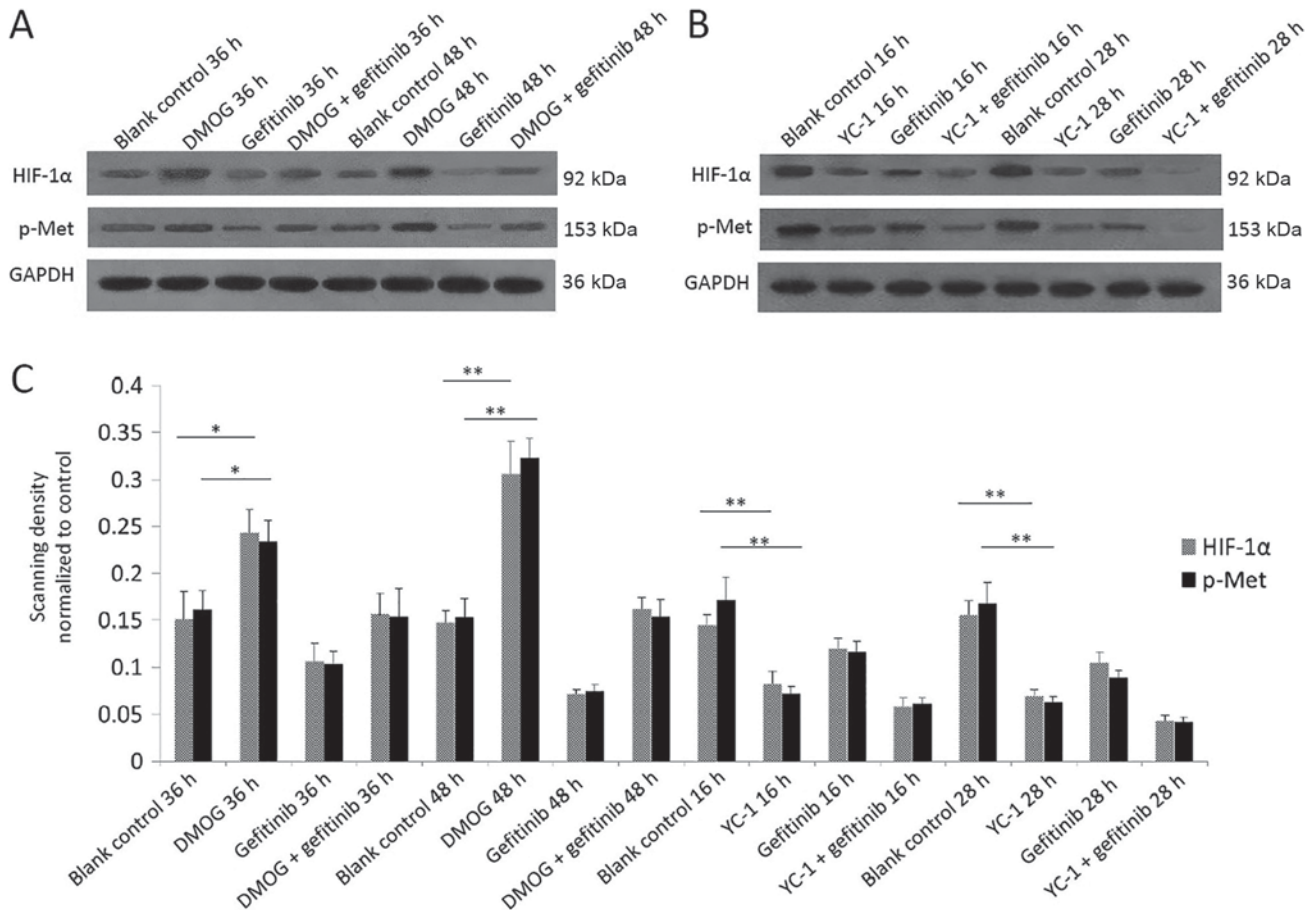 A
Blank control 36 h
DMOG 36 h
Gefitinib 36 h
DMOG + gefitinib 36 h
Blank control 48 h
DMOG 48 h
Gefitinib 48 h
DMOG + gefitinib 48 h
HIF-1α
92 kDa
p-Met
153 kDa
GAPDH
36 kDa
B
Blank control 16 h
YC-1 16 h
Gefitinib 16 h
YC-1 + gefitinib 16 h
Blank control 28 h
YC-1 28 h
Gefitinib 28 h
YC-1 + gefitinib 28 h
HIF-1α
92 kDa
p-Met
153 kDa
GAPDH
36 kDa
C
Scanning density
normalized to control
0.4
0.35
0.3
0.25
0.2
0.15
0.1
0.05
0
*
*
**
**
**
**
**
**
HIF-1α
p-Met
Blank control 36 h
DMOG 36 h
Gefitinib 36 h
DMOG + gefitinib 36 h
Blank control 48 h
DMOG 48 h
Gefitinib 48 h
DMOG + gefitinib 48 h
Blank control 16 h
YC-1 16 h
Gefitinib 16 h
YC-1 + gefitinib 16 h
Blank control 28 h
YC-1 28 h
Gefitinib 28 h
YC-1 + gefitinib 28 h